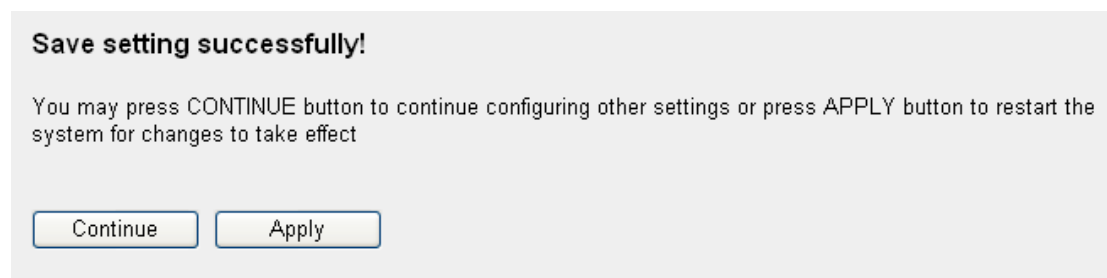 Save setting successfully!
You may press CONTINUE button to continue configuring other settings or press APPLY button to restart the
system for changes to take effect
Continue
Apply